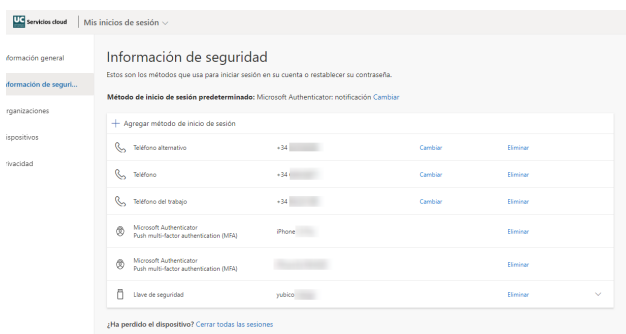 UC Servicios cloud Mis inicios de sesión
nformación general
Información de seguridad
Estos son los métodos que usa para iniciar sesión en su cuenta o restablecer su contraseña.
nformación de seguri...
Método de inicio de sesión predeterminado: Microsoft Authenticator: notificación Cambiar
rganizaciones
+ Agregar método de inicio de sesión
ispositivos
Teléfono alternativo +34 Cambiar Eliminar
rivacidad
Teléfono +34 Cambiar Eliminar
Teléfono del trabajo +34 Cambiar Eliminar
Microsoft Authenticator
Push multi-factor authentication (MFA) iPhone Eliminar
Microsoft Authenticator
Push multi-factor authentication (MFA) Eliminar
Llave de seguridad yubico Eliminar
¿Ha perdido el dispositivo? Cerrar todas las sesiones